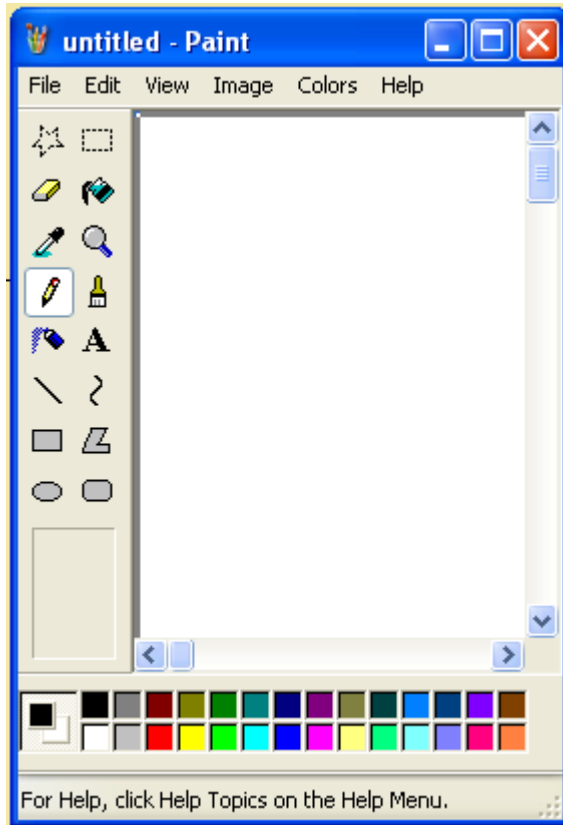 untitled - Paint
File Edit View Image Colors Help
A
For Help, click Help Topics on the Help Menu.